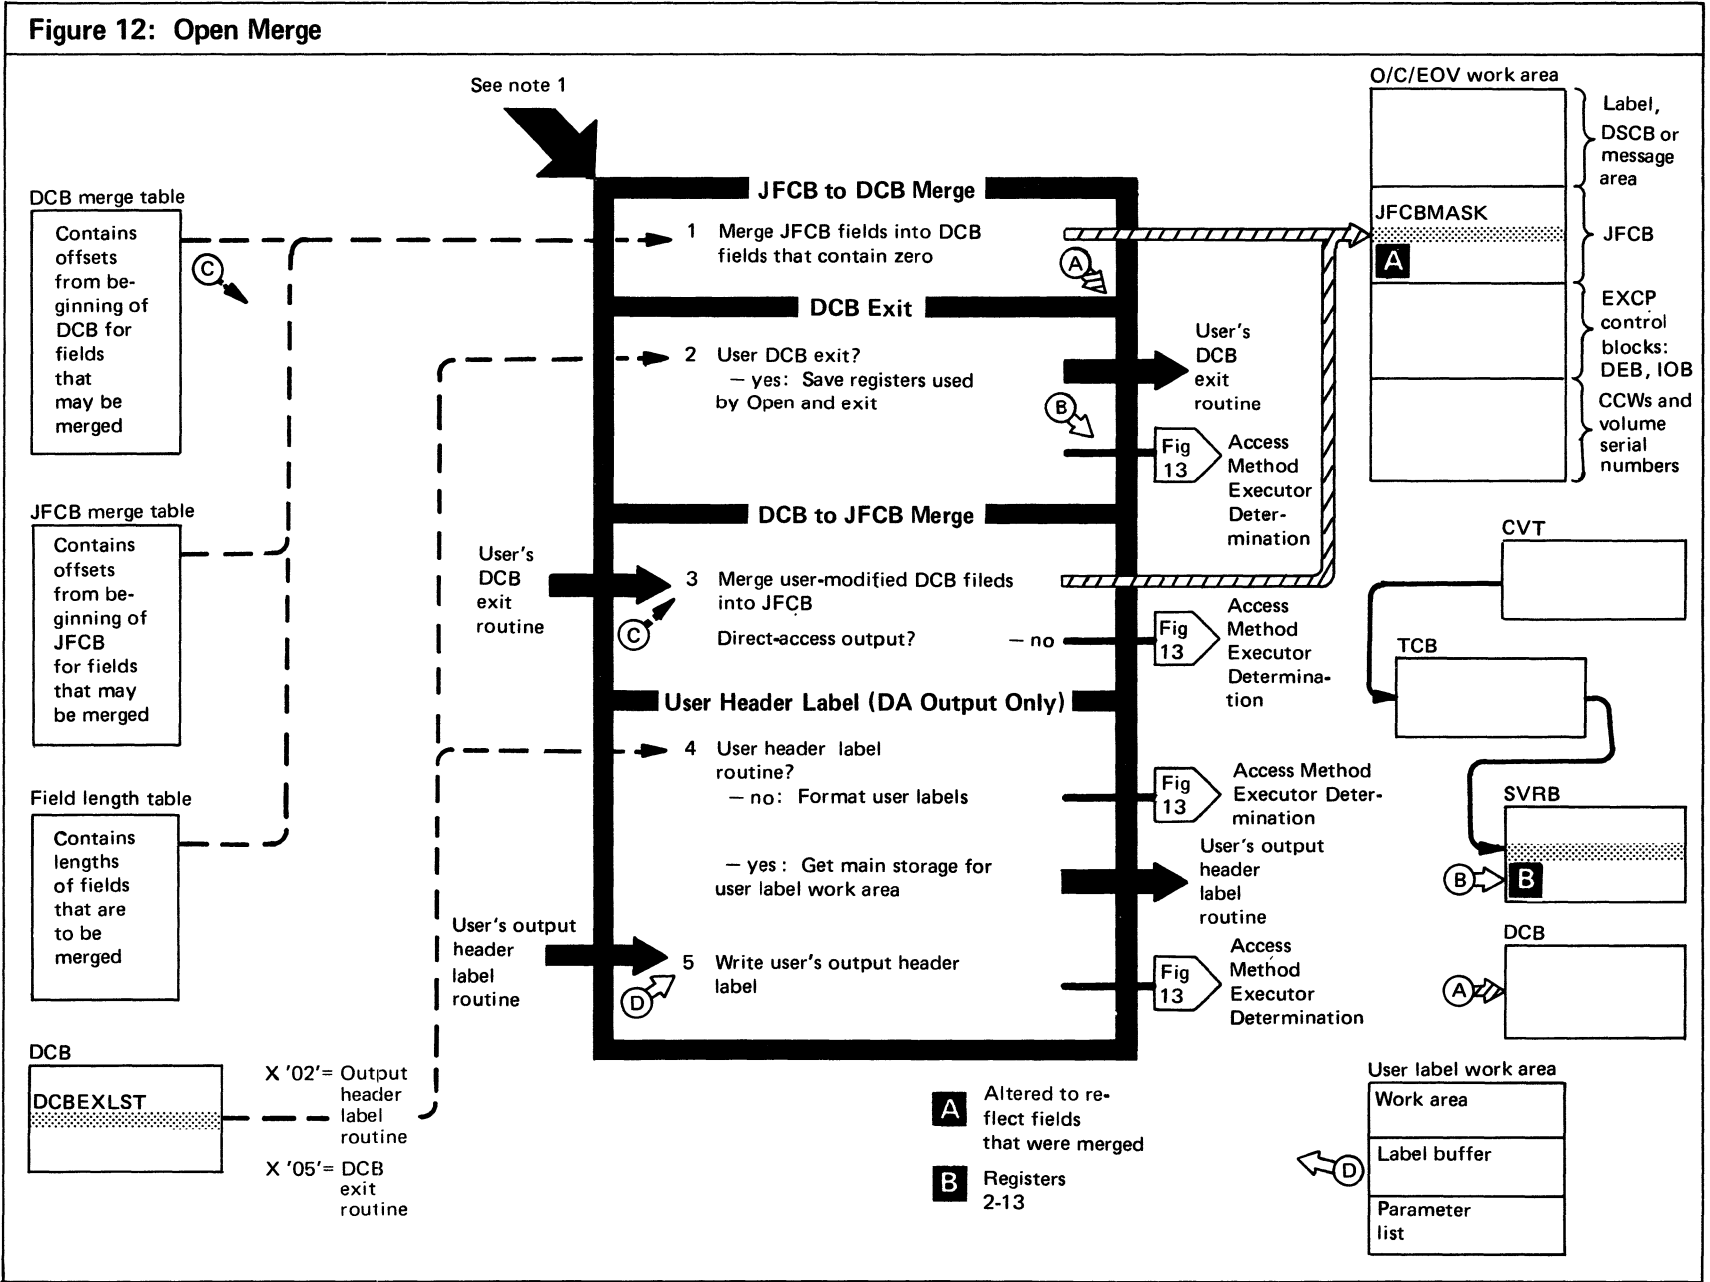 Figure 12: Open Merge
See note 1
DCB merge table
Contains
offsets
from be-
ginning of
DCB for
fields
that
may be
merged
C
JFCB merge table
Contains
offsets
from be-
ginning of
JFCB
for fields
that may
be merged
Field length table
Contains
lengths
of fields
that are
to be
merged
DCB
DCBEXLST
X '02'= Output
header
label
routine
X '05'= DCB
exit
routine
JFCB to DCB Merge
1 Merge JFCB fields into DCB
fields that contain zero
A
DCB Exit
2 User DCB exit?
— yes: Save registers used
by Open and exit
B
User's
DCB
exit
routine
Fig
13
Access
Method
Executor
Deter-
mination
DCB to JFCB Merge
User's
DCB
exit
routine
C
3 Merge user-modified DCB fileds
into JFCB
Direct-access output? — no
Fig
13
Access
Method
Executor
Determina-
tion
User Header Label (DA Output Only)
4 User header label
routine?
— no: Format user labels
Fig
13
Access Method
Executor Deter-
mination
— yes: Get main storage for
user label work area
User's output
header
label
routine
User's output
header
label
routine
D
5 Write user's output header
label
Fig
13
Access
Method
Executor
Determination
A Altered to re-
flect fields
that were merged
B Registers
2-13
O/C/EOV work area
Label,
DSCB or
message
area
JFCBMASK
A
JFCB
EXCP
control
blocks:
DEB, IOB
CCWs and
volume
serial
numbers
CVT
TCB
SVRB
B
B
DCB
A
User label work area
Work area
Label buffer
D
Parameter
list